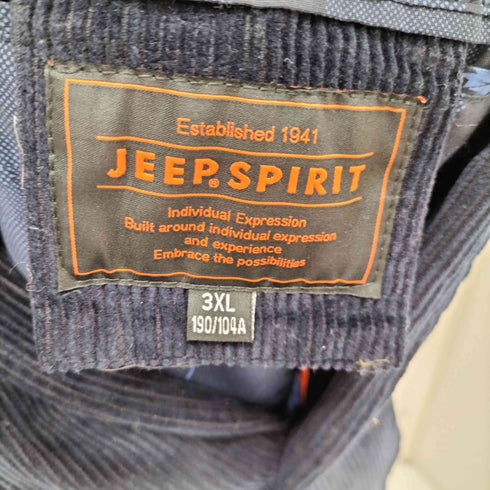 Established 1941
JEEP®SPIRIT
Individual Expression
Built around individual expression
and experience
Embrace the possibilities
3XL
190/104A